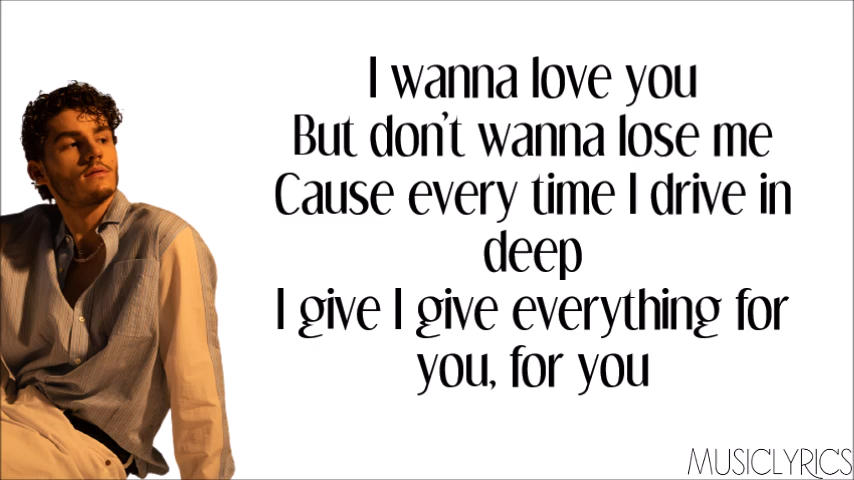 I wanna love you
But don't wanna lose me
Cause every time I drive in
deep
I give I give everything for
you, for you
MUSICLYRICS